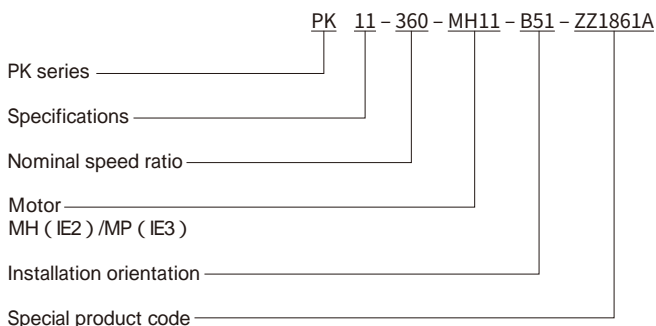 PK 11 – 360 – MH11 – B51 – ZZ1861A
PK series
Specifications
Nominal speed ratio
Motor
MH ( IE2 ) /MP ( IE3 )
Installation orientation
Special product code